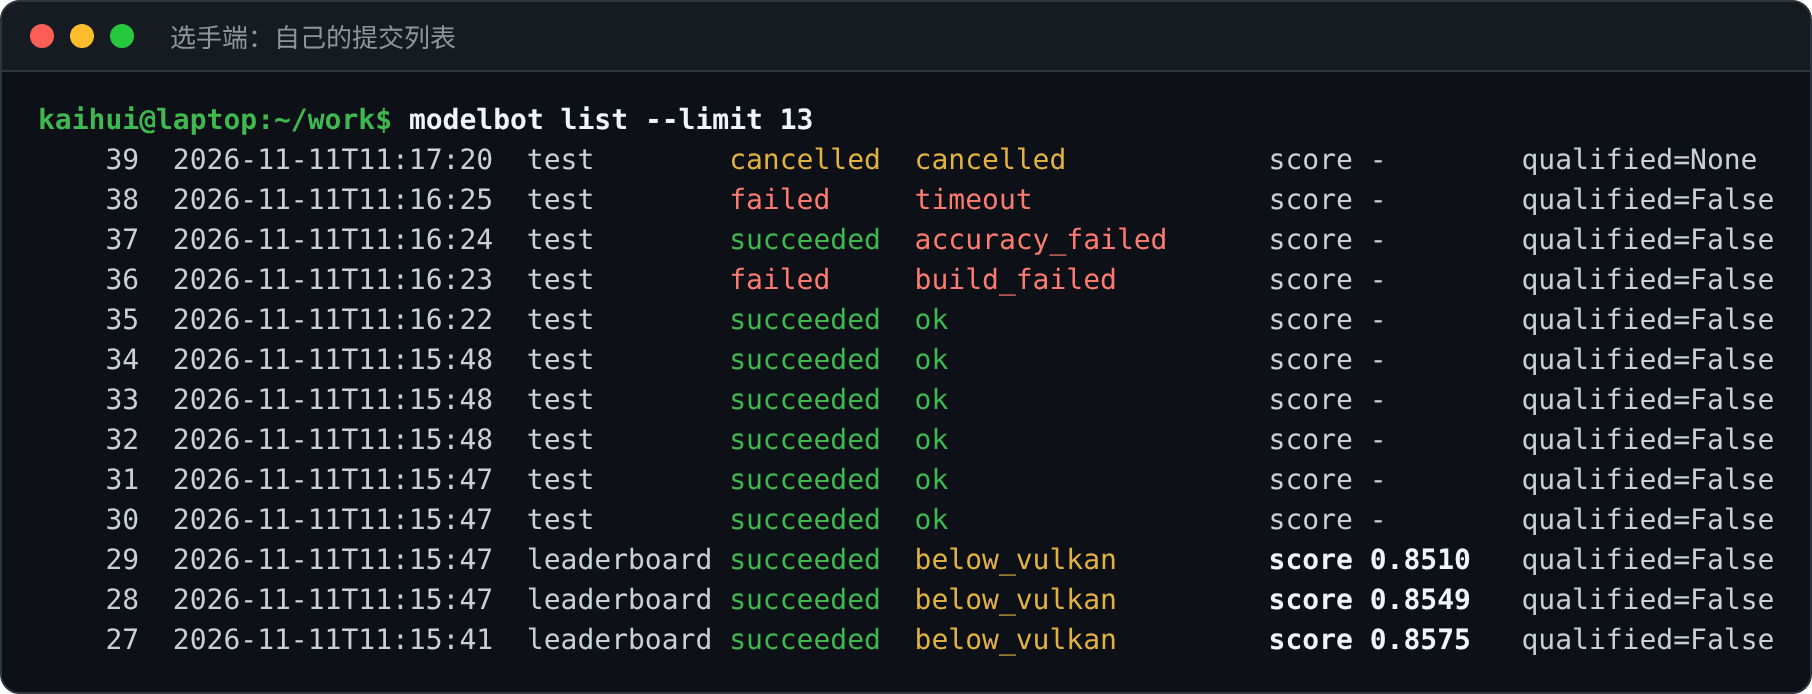 选手端：自己的提交列表
kaihui@laptop:~/work$ modelbot list --limit 13
39 2026-11-11T11:17:20 test cancelled cancelled score - qualified=None
38 2026-11-11T11:16:25 test failed timeout score - qualified=False
37 2026-11-11T11:16:24 test succeeded accuracy_failed score - qualified=False
36 2026-11-11T11:16:23 test failed build_failed score - qualified=False
35 2026-11-11T11:16:22 test succeeded ok score - qualified=False
34 2026-11-11T11:15:48 test succeeded ok score - qualified=False
33 2026-11-11T11:15:48 test succeeded ok score - qualified=False
32 2026-11-11T11:15:48 test succeeded ok score - qualified=False
31 2026-11-11T11:15:47 test succeeded ok score - qualified=False
30 2026-11-11T11:15:47 test succeeded ok score - qualified=False
29 2026-11-11T11:15:47 leaderboard succeeded below_vulkan score 0.8510 qualified=False
28 2026-11-11T11:15:47 leaderboard succeeded below_vulkan score 0.8549 qualified=False
27 2026-11-11T11:15:41 leaderboard succeeded below_vulkan score 0.8575 qualified=False